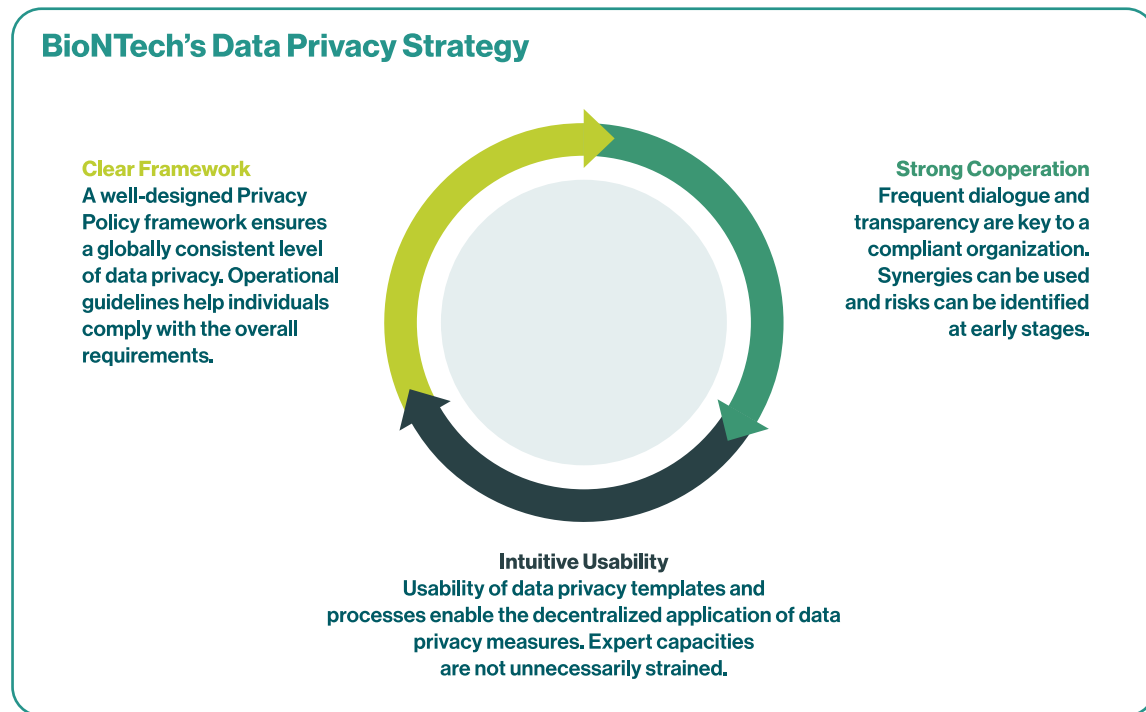 BioNTech's Data Privacy Strategy
Clear Framework
A well-designed Privacy
Policy framework ensures
a globally consistent level
of data privacy. Operational
guidelines help individuals
comply with the overall
requirements.
Strong Cooperation
Frequent dialogue and
transparency are key to a
compliant organization.
Synergies can be used
and risks can be identified
at early stages.
Intuitive Usability
Usability of data privacy templates and
processes enable the decentralized application of data
privacy measures. Expert capacities
are not unnecessarily strained.